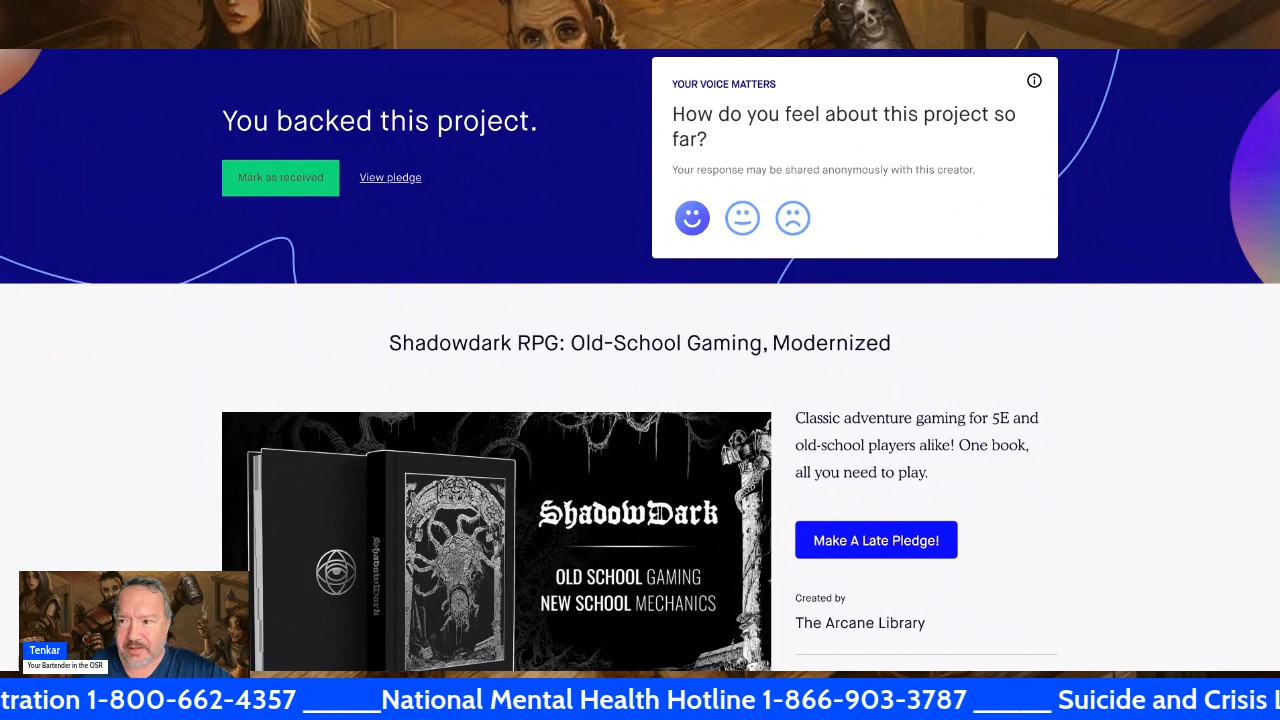 You backed this project.
Mark as received
View pledge
YOUR VOICE MATTERS
How do you feel about this project so
far?
Your response may be shared anonymously with this creator.
Shadowdark RPG: Old-School Gaming, Modernized
ShadowDark
ShadowDark
OLD SCHOOL GAMING
NEW SCHOOL MECHANICS
Classic adventure gaming for 5E and
old-school players alike! One book,
all you need to play.
Make A Late Pledge!
Created by
The Arcane Library
Tenkar
Your Bartender in the OSR
tration 1-800-662-4357 ______National Mental Health Hotline 1-866-903-3787 ______ Suicide and Crisis L